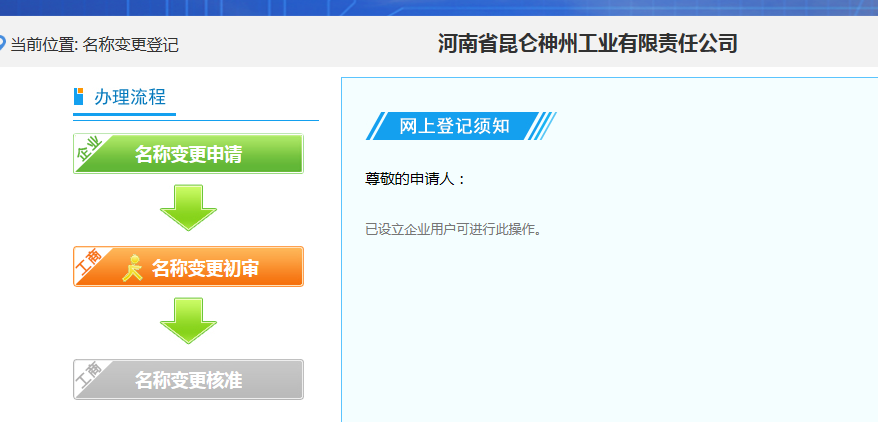 当前位置: 名称变更登记
河南省昆仑神州工业有限责任公司
办理流程
企业
名称变更申请
工商
名称变更初审
工商
名称变更核准
网上登记须知
尊敬的申请人：
已设立企业用户可进行此操作。